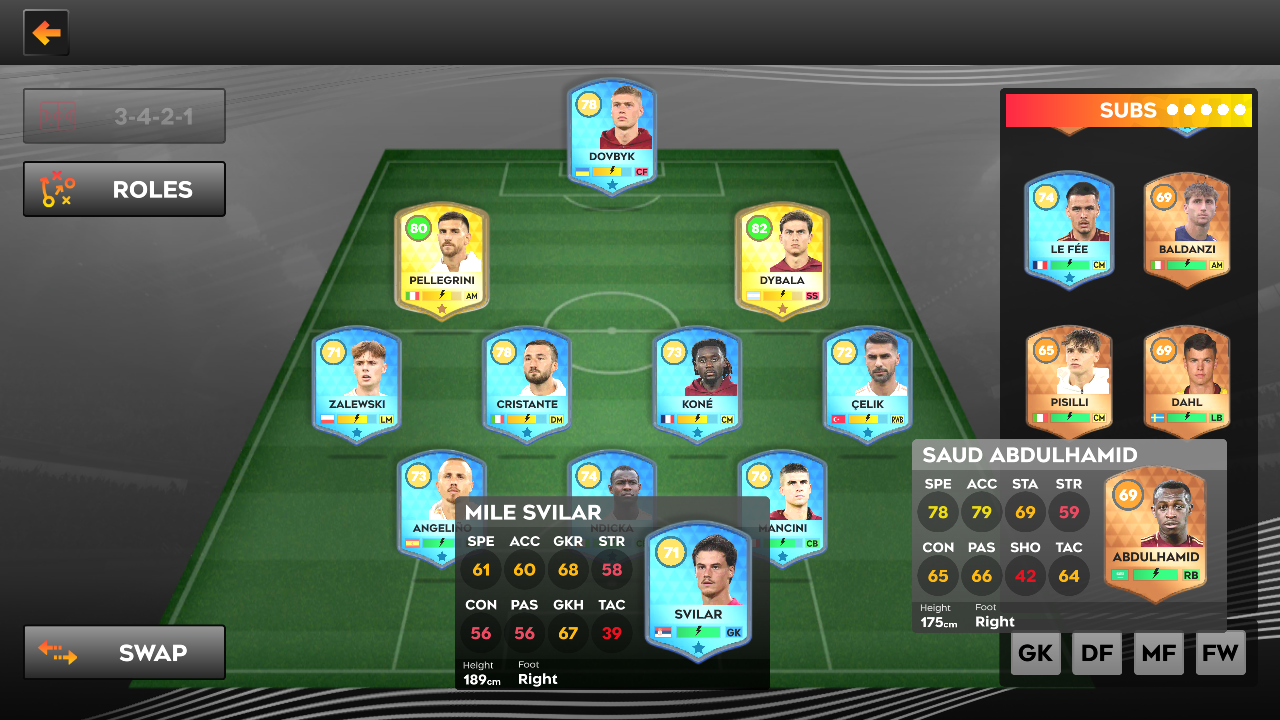 3-4-2-1
ROLES
SWAP
78
DOVBYK
CF
80
PELLEGRINI
AM
82
DYBALA
SS
71
ZALEWSKI
LM
78
CRISTANTE
DM
73
KONÉ
CM
72
ÇELIK
RWB
73
ANGELIÑO
74
NDICKA
76
MANCINI
CB
MILE SVILAR
SPE ACC GKR STR
61 60 68 58
CON PAS GKH TAC
56 56 67 39
Height Foot
189cm Right
71
SVILAR
GK
SUBS
74
LE FÉE
CM
69
BALDANZI
AM
65
PISILLI
CM
69
DAHL
LB
SAUD ABDULHAMID
SPE ACC STA STR
78 79 69 59
CON PAS SHO TAC
65 66 42 64
Height Foot
175cm Right
69
ABDULHAMID
RB
GK DF MF FW